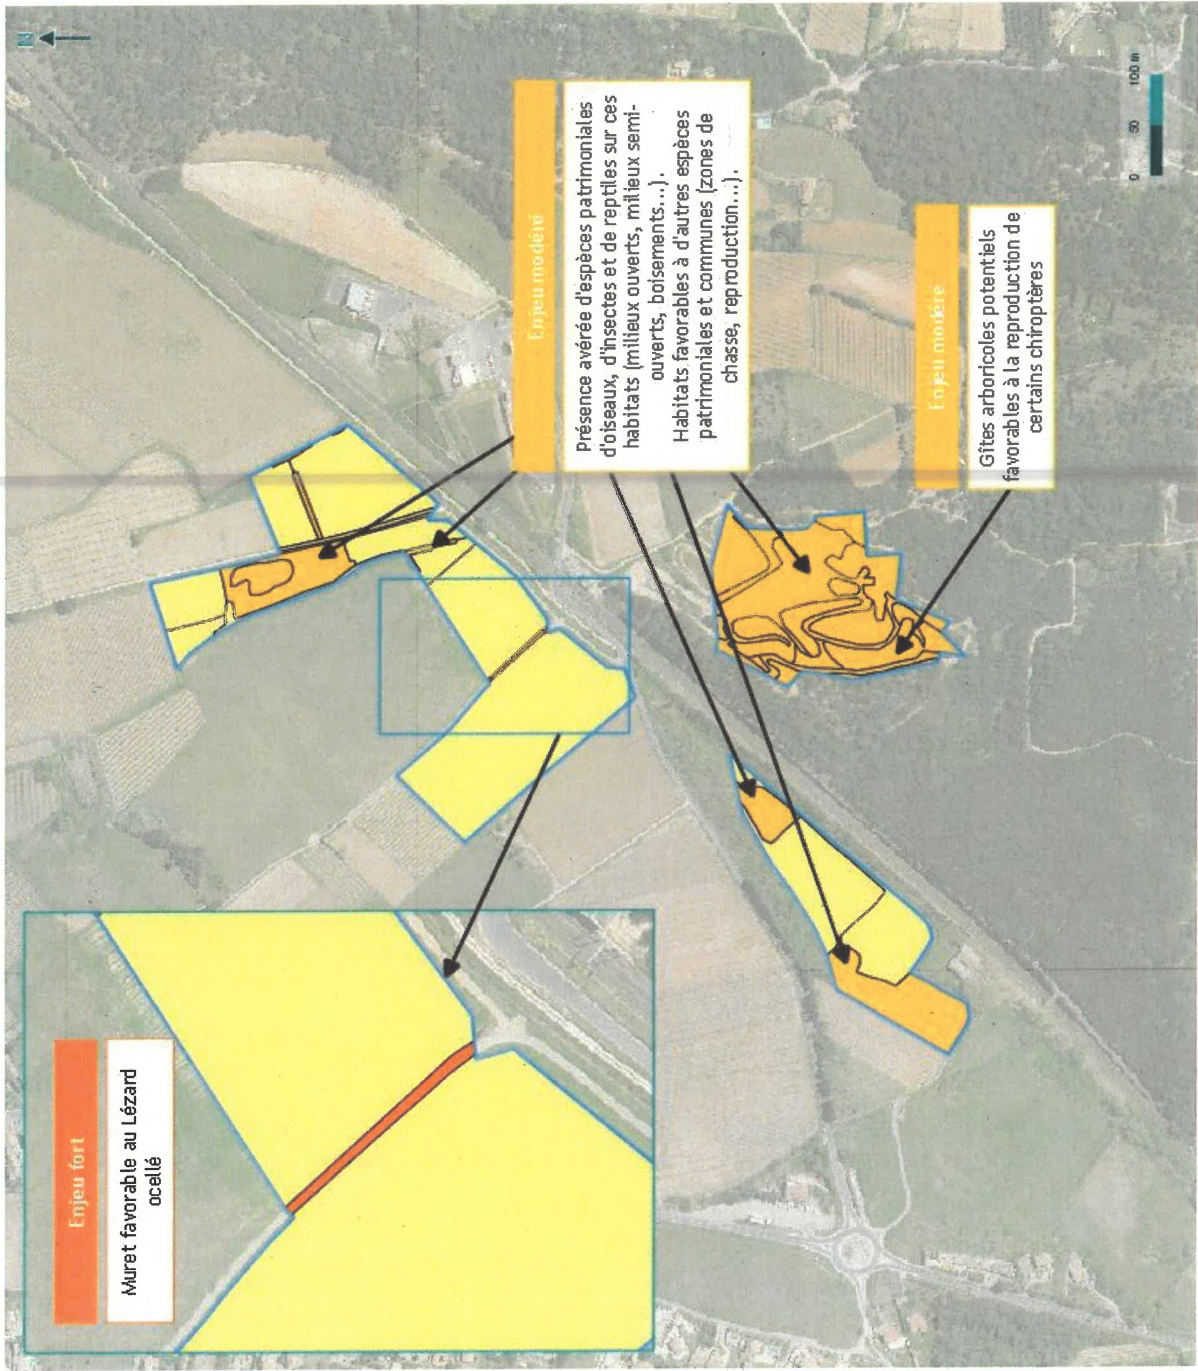 Enjeu fort
Muret favorable au Lézard
ocellé
Enjeu modéré
Présence avérée d'espèces patrimoniales
d'oiseaux, d'insectes et de reptiles sur ces
habitats (milieux ouverts, milieux semi-
ouverts, boisements...).
Habitats favorables à d'autres espèces
patrimoniales et communes (zones de
chasse, reproduction...).
Enjeu modéré
Gîtes arboricoles potentiels
favorables à la reproduction de
certains chiroptères
N
0 50 100 m